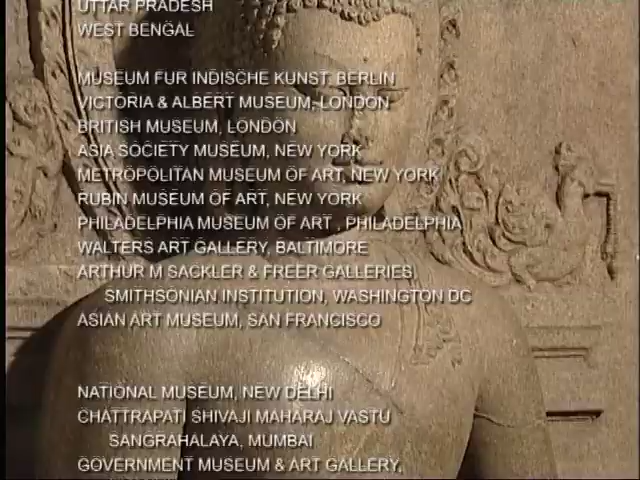 UTTAR PRADESH
WEST BENGAL
MUSEUM FUR INDISCHE KUNST, BERLIN
VICTORIA & ALBERT MUSEUM, LONDON
BRITISH MUSEUM, LONDON
ASIA SOCIETY MUSEUM, NEW YORK
METROPOLITAN MUSEUM OF ART, NEW YORK
RUBIN MUSEUM OF ART, NEW YORK
PHILADELPHIA MUSEUM OF ART , PHILADELPHIA
WALTERS ART GALLERY, BALTIMORE
ARTHUR M SACKLER & FREER GALLERIES,
SMITHSONIAN INSTITUTION, WASHINGTON DC
ASIAN ART MUSEUM, SAN FRANCISCO
NATIONAL MUSEUM, NEW DELHI
CHATTRAPATI SHIVAJI MAHARAJ VASTU
SANGRAHALAYA, MUMBAI
GOVERNMENT MUSEUM & ART GALLERY,